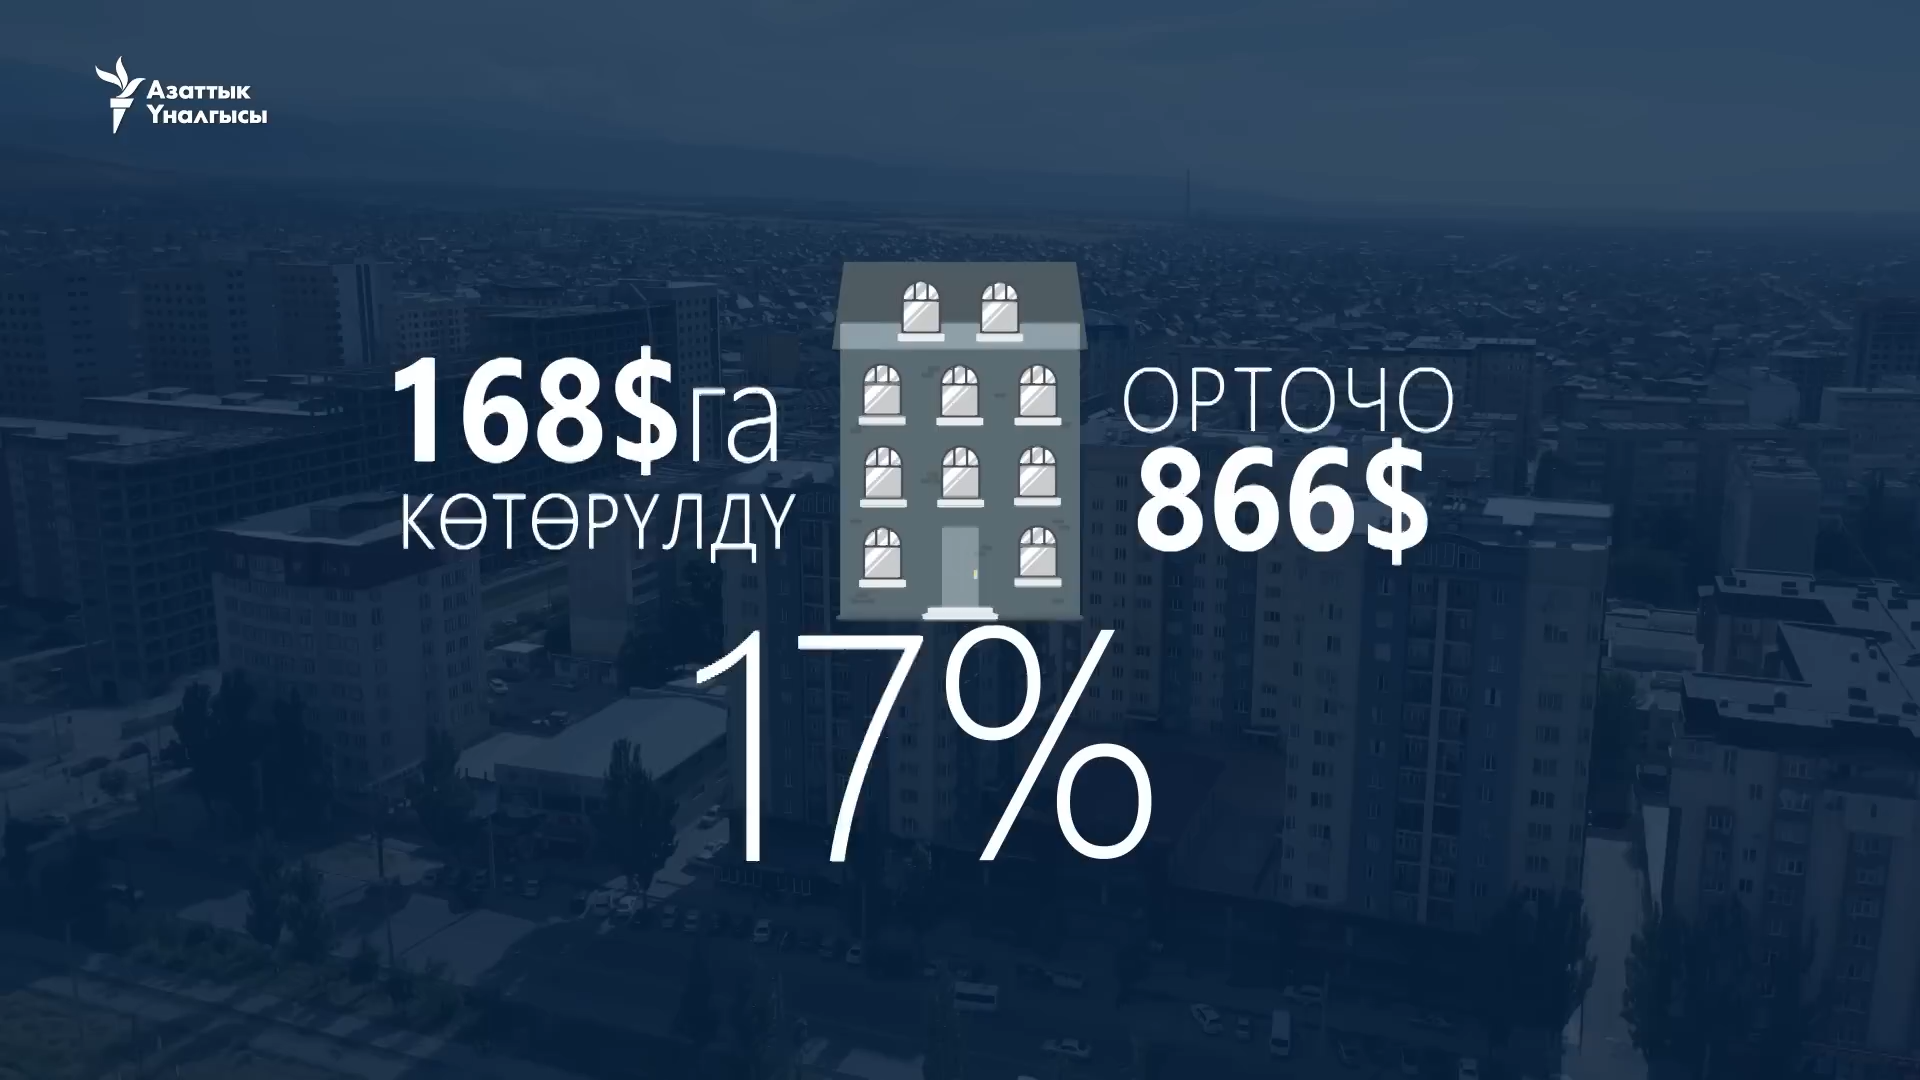 Азаттык
Үналгысы
168$га
КӨТӨРҮЛДҮ
ОРТОЧО
866$
17%